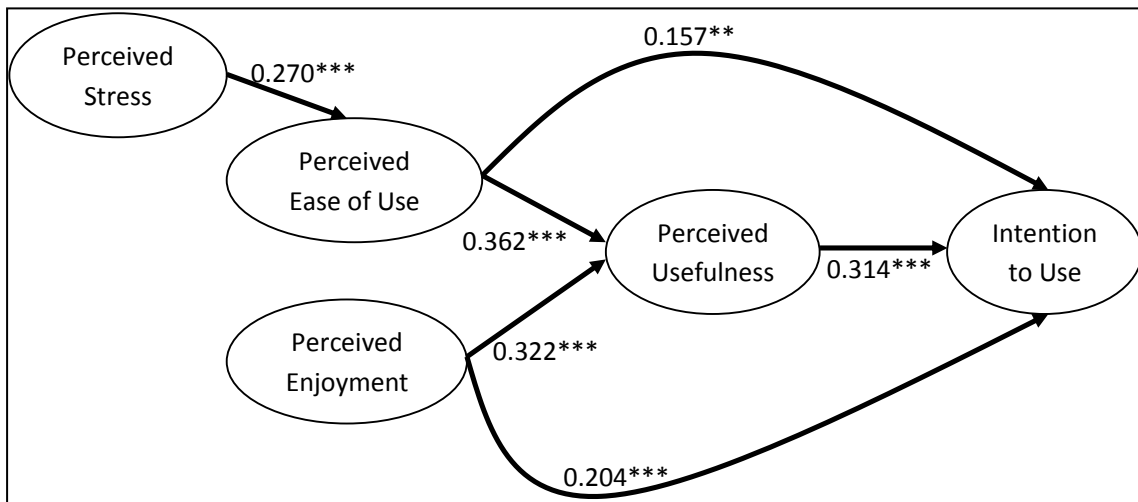 Perceived
Stress
0.270***
0.157**
Perceived
Ease of Use
0.362***
Perceived
Usefulness
0.314***
Intention
to Use
Perceived
Enjoyment
0.322***
0.204***